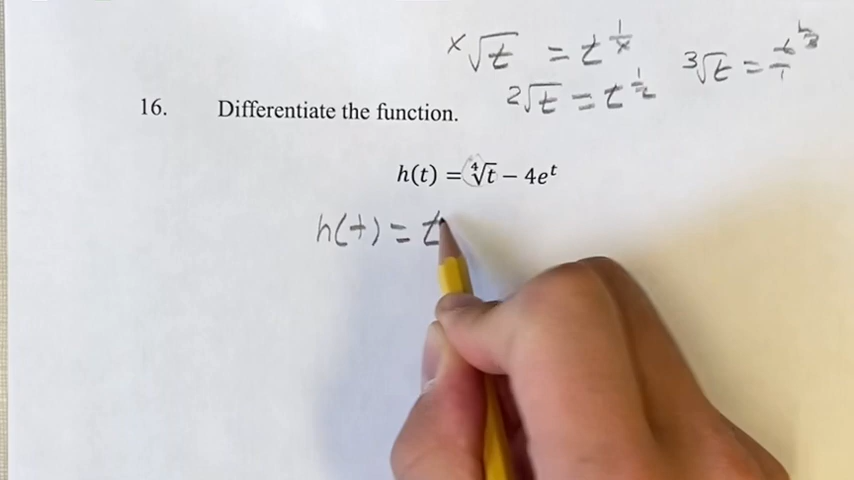 ˣ√t = t^(1/x)
²√t = t^(1/2)
³√t =
16. Differentiate the function.
h(t) = ⁴√t − 4eᵗ
h(t) = t